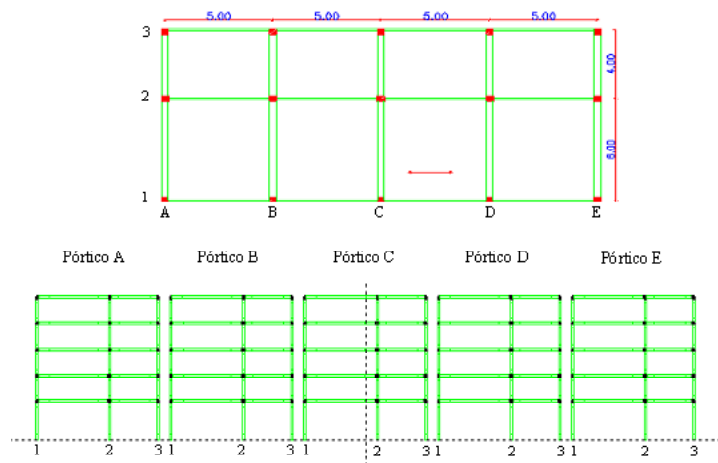 5.00 5.00 5.00 5.00
3
4.00
2
6.00
1
A B C D E
Pórtico A Pórtico B Pórtico C Pórtico D Pórtico E
1 2 3 1 2 3 1 2 3 1 2 3 1 2 3